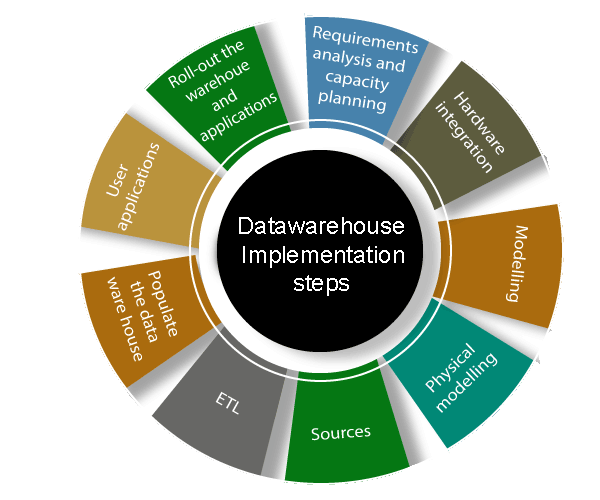 Datawarehouse
Implementation
steps
Requirements
analysis and
capacity
planning
Hardware
integration
Modelling
Physical
modelling
Sources
ETL
Populate
the data
ware house
User
applications
Roll-out the
warehoue
and
applications